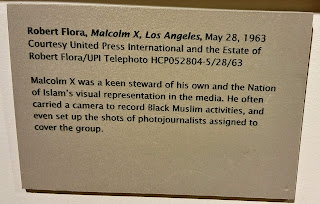 Robert Flora, Malcolm X, Los Angeles, May 28, 1963
Courtesy United Press International and the Estate of
Robert Flora/UPI Telephoto HCP052804-5/28/63
Malcolm X was a keen steward of his own and the Nation
of Islam's visual representation in the media. He often
carried a camera to record Black Muslim activities, and
even set up the shots of photojournalists assigned to
cover the group.